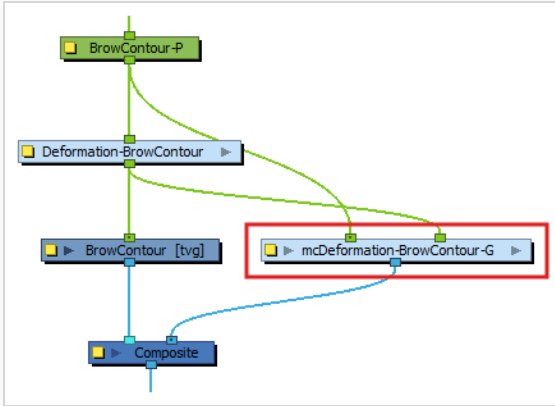 BrowContour-P
Deformation-BrowContour
BrowContour [tvg]
mcDeformation-BrowContour-G
Composite